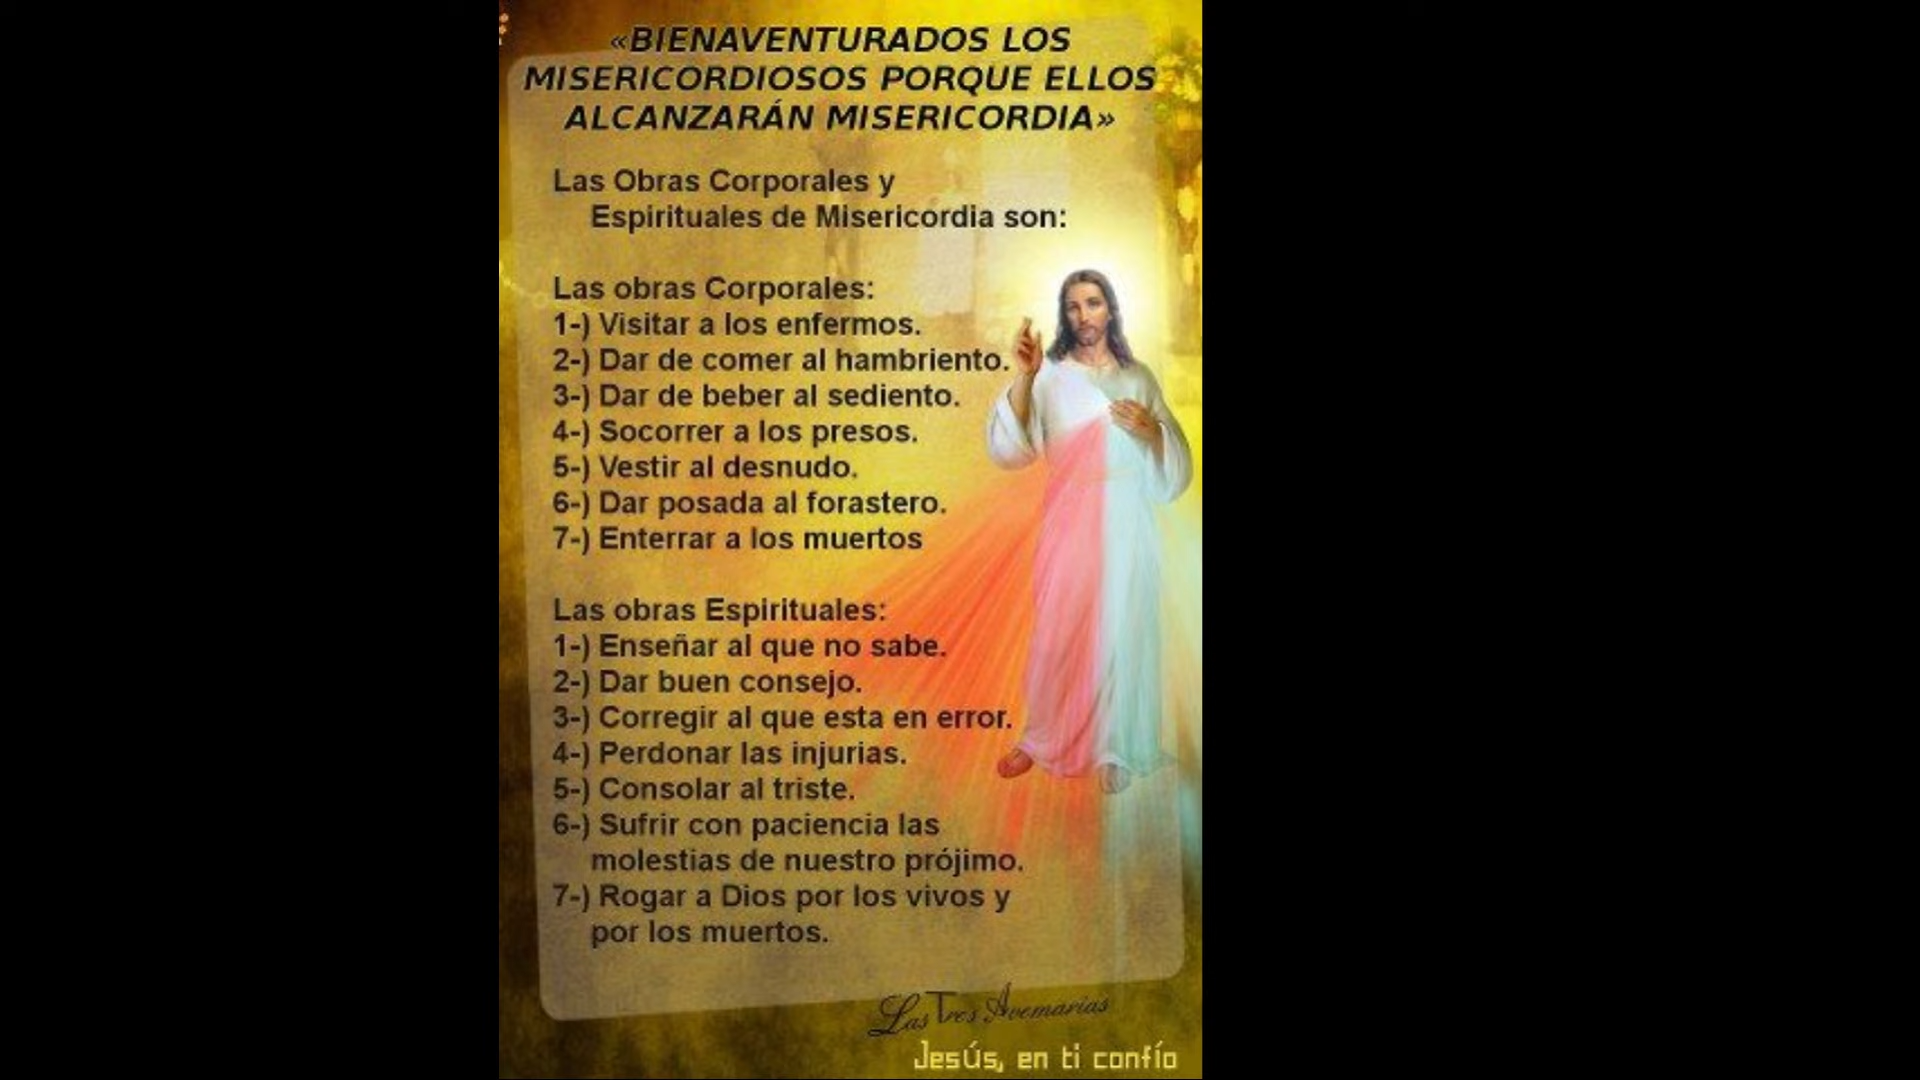 «BIENAVENTURADOS LOS
MISERICORDIOSOS PORQUE ELLOS
ALCANZARÁN MISERICORDIA»
Las Obras Corporales y
Espirituales de Misericordia son:
Las obras Corporales:
1-) Visitar a los enfermos.
2-) Dar de comer al hambriento.
3-) Dar de beber al sediento.
4-) Socorrer a los presos.
5-) Vestir al desnudo.
6-) Dar posada al forastero.
7-) Enterrar a los muertos
Las obras Espirituales:
1-) Enseñar al que no sabe.
2-) Dar buen consejo.
3-) Corregir al que esta en error.
4-) Perdonar las injurias.
5-) Consolar al triste.
6-) Sufrir con paciencia las
molestias de nuestro prójimo.
7-) Rogar a Dios por los vivos y
por los muertos.
Las Tres Avemarías
Jesús, en ti confío